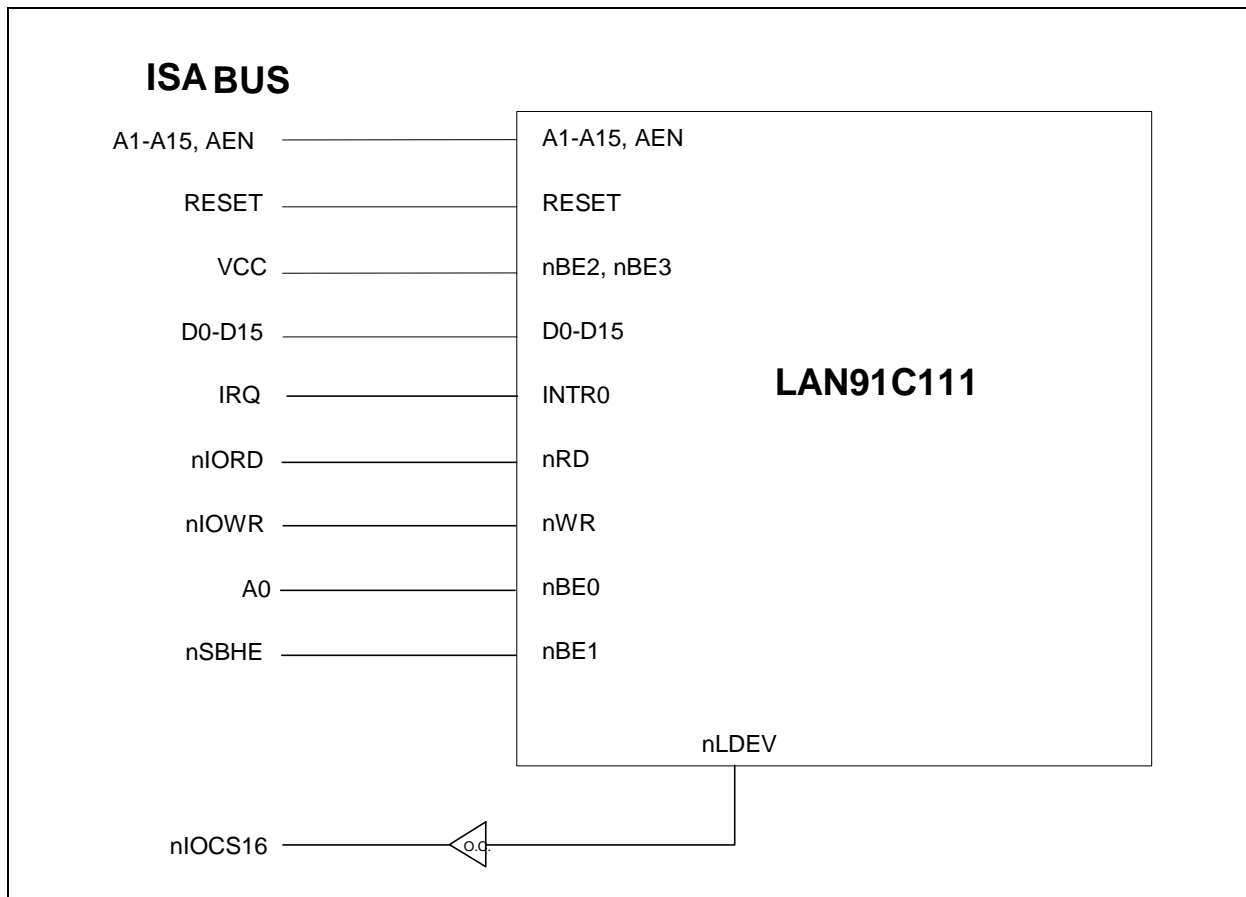 ISA BUS
A1-A15, AEN A1-A15, AEN
RESET RESET
VCC nBE2, nBE3
D0-D15 D0-D15
LAN91C111
IRQ INTR0
nIORD nRD
nIOWR nWR
A0 nBE0
nSBHE nBE1
nLDEV
nIOCS16 O.C.